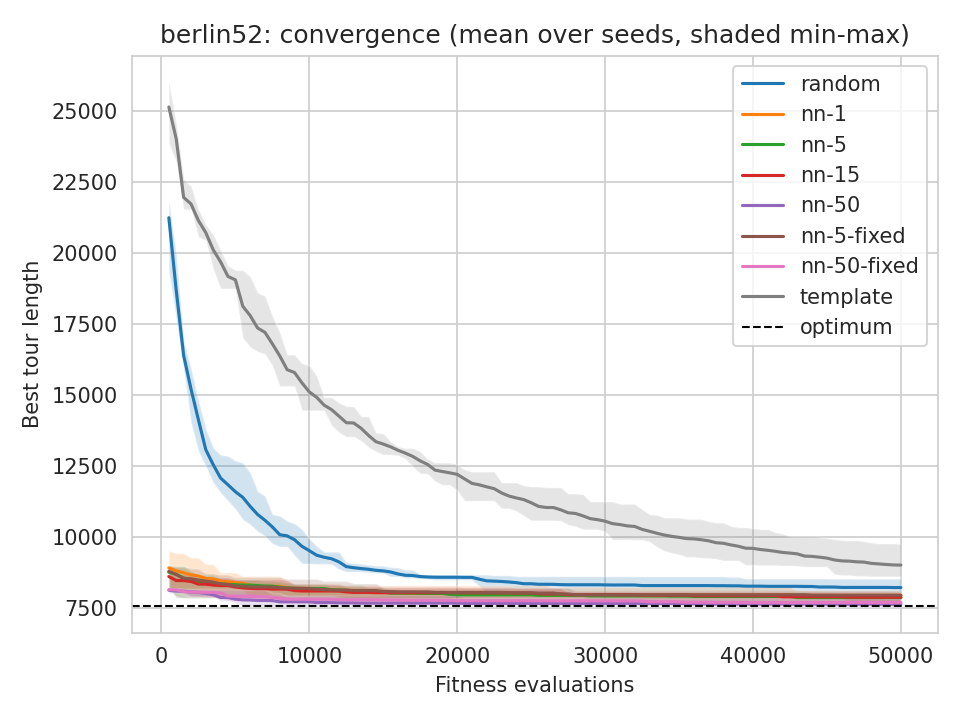 berlin52: convergence (mean over seeds, shaded min-max)
Best tour length
25000
22500
20000
17500
15000
12500
10000
7500
random
nn-1
nn-5
nn-15
nn-50
nn-5-fixed
nn-50-fixed
template
optimum
0
10000
20000
30000
40000
50000
Fitness evaluations